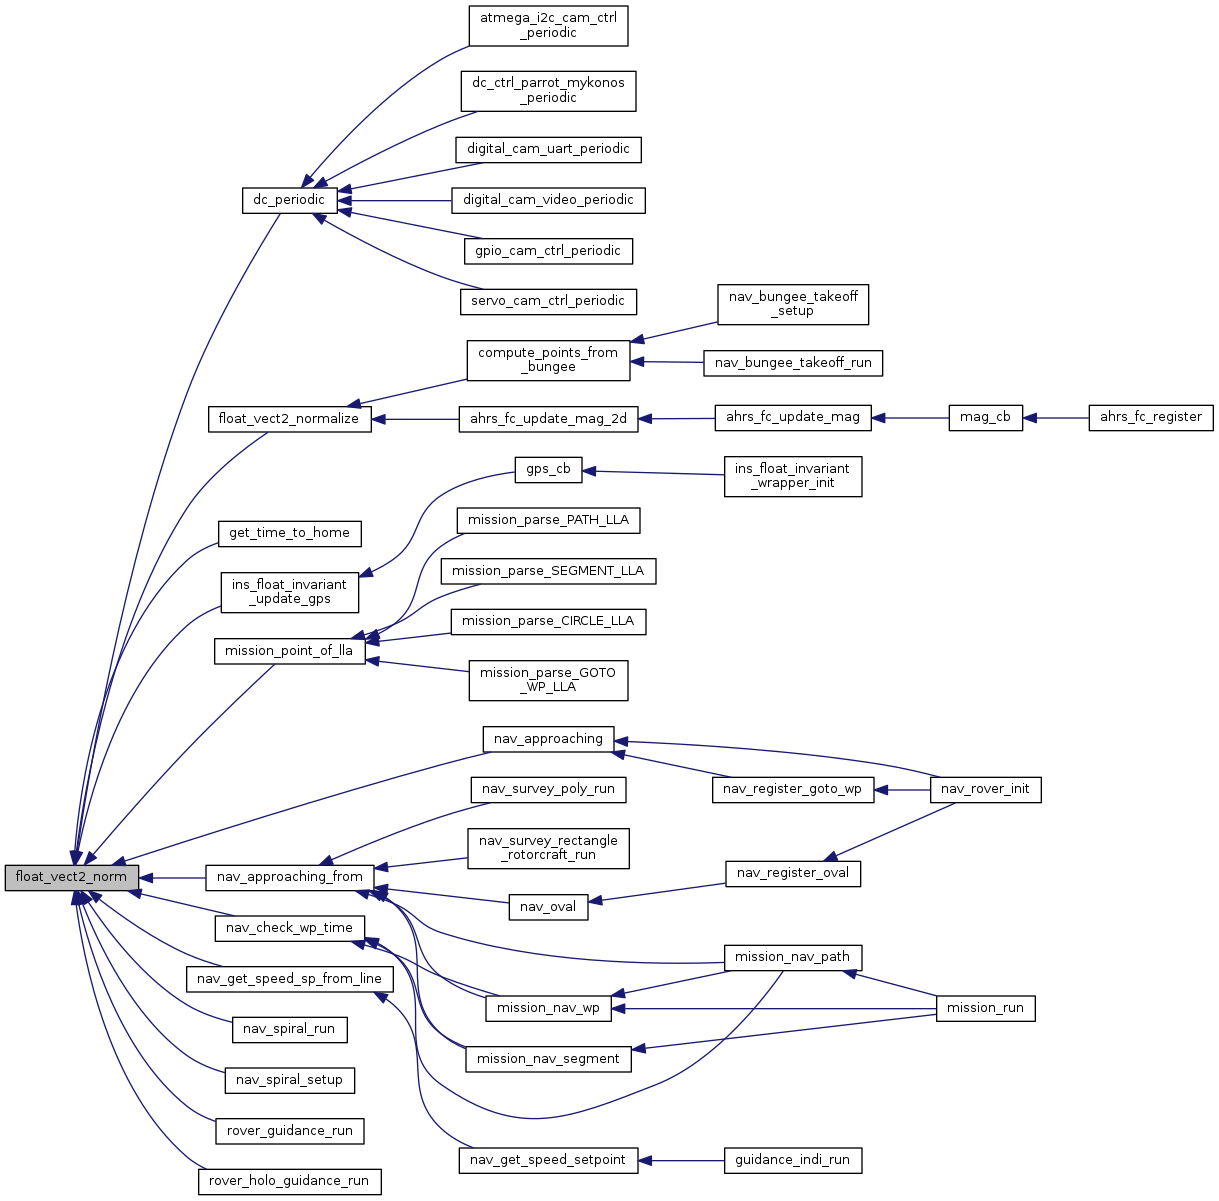 atmega_i2c_cam_ctrl
_periodic
dc_ctrl_parrot_mykonos
_periodic
digital_cam_uart_periodic
dc_periodic
digital_cam_video_periodic
gpio_cam_ctrl_periodic
servo_cam_ctrl_periodic
nav_bungee_takeoff
_setup
compute_points_from
_bungee
nav_bungee_takeoff_run
float_vect2_normalize
ahrs_fc_update_mag_2d
ahrs_fc_update_mag
mag_cb
ahrs_fc_register
gps_cb
ins_float_invariant
_wrapper_init
mission_parse_PATH_LLA
get_time_to_home
mission_parse_SEGMENT_LLA
ins_float_invariant
_update_gps
mission_parse_CIRCLE_LLA
mission_point_of_lla
mission_parse_GOTO
_WP_LLA
nav_approaching
nav_survey_poly_run
nav_register_goto_wp
nav_rover_init
nav_survey_rectangle
_rotorcraft_run
float_vect2_norm
nav_approaching_from
nav_register_oval
nav_oval
nav_check_wp_time
mission_nav_path
nav_get_speed_sp_from_line
mission_nav_wp
mission_run
nav_spiral_run
mission_nav_segment
nav_spiral_setup
rover_guidance_run
nav_get_speed_setpoint
guidance_indi_run
rover_holo_guidance_run